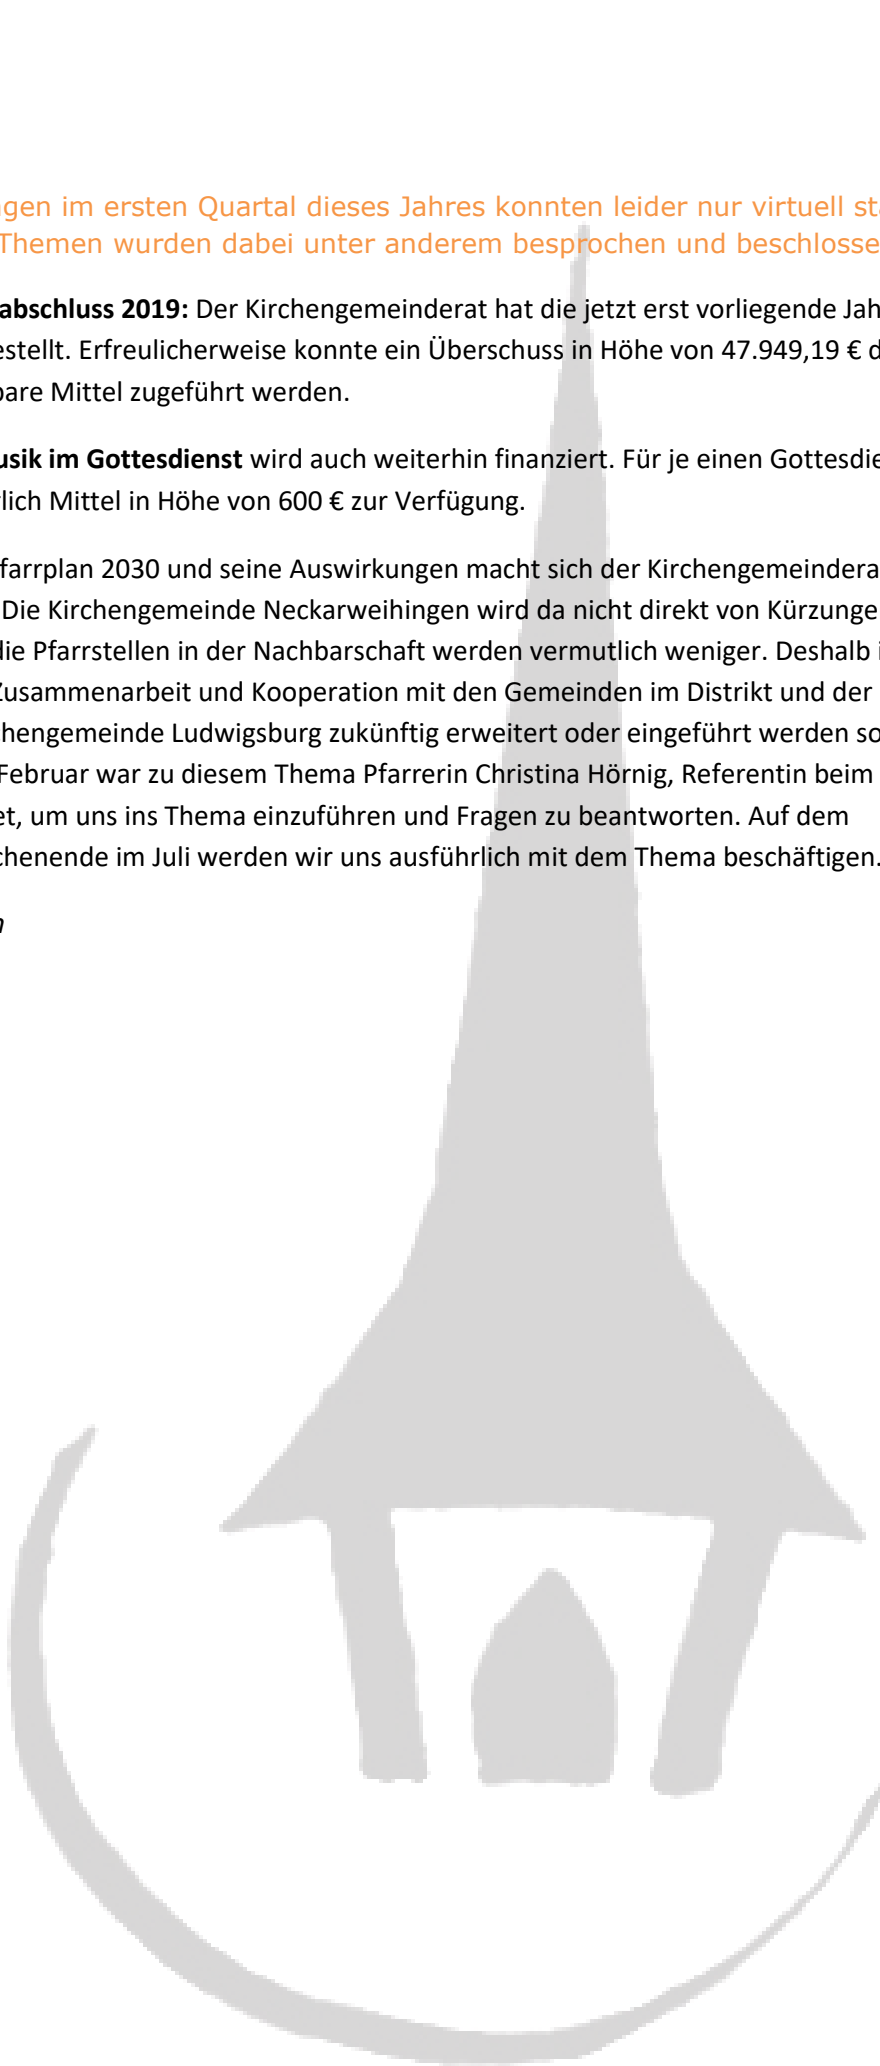 gen im ersten Quartal dieses Jahres konnten leider nur virtuell sta
Themen wurden dabei unter anderem besprochen und beschlosse
abschluss 2019: Der Kirchengemeinderat hat die jetzt erst vorliegende Jah
estellt. Erfreulicherweise konnte ein Überschuss in Höhe von 47.949,19 € d
bare Mittel zugeführt werden.
usik im Gottesdienst wird auch weiterhin finanziert. Für je einen Gottesdie
lich Mittel in Höhe von 600 € zur Verfügung.
farrplan 2030 und seine Auswirkungen macht sich der Kirchengemeindera
Die Kirchengemeinde Neckarweihingen wird da nicht direkt von Kürzunge
die Pfarrstellen in der Nachbarschaft werden vermutlich weniger. Deshalb i
Zusammenarbeit und Kooperation mit den Gemeinden im Distrikt und der
chengemeinde Ludwigsburg zukünftig erweitert oder eingeführt werden so
Februar war zu diesem Thema Pfarrerin Christina Hörnig, Referentin beim
et, um uns ins Thema einzuführen und Fragen zu beantworten. Auf dem
chenende im Juli werden wir uns ausführlich mit dem Thema beschäftigen.
n